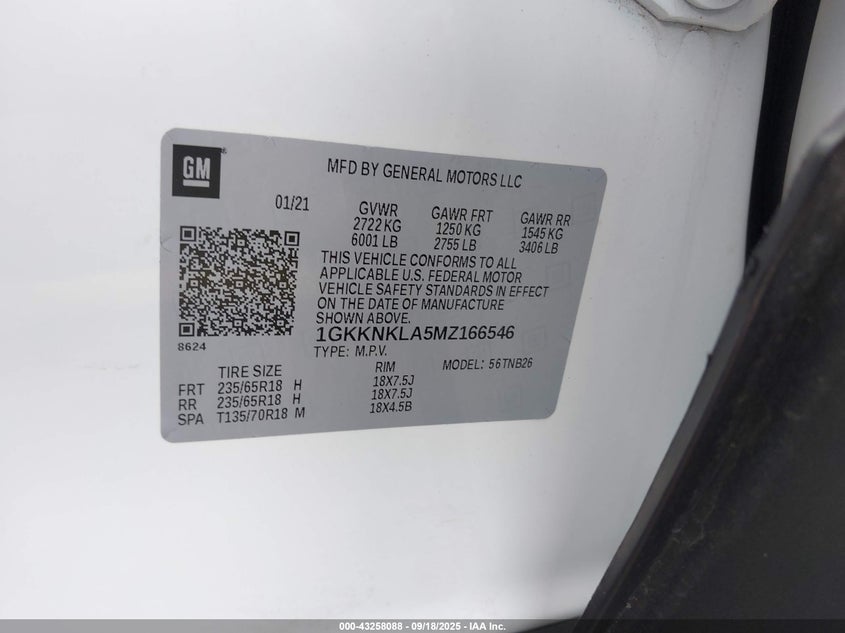 GM
MFD BY GENERAL MOTORS LLC
01/21
GVWR GAWR FRT GAWR RR
2722 KG 1250 KG 1545 KG
6001 LB 2755 LB 3406 LB
THIS VEHICLE CONFORMS TO ALL
APPLICABLE U.S. FEDERAL MOTOR
VEHICLE SAFETY STANDARDS IN EFFECT
ON THE DATE OF MANUFACTURE
SHOWN ABOVE.
8624
1GKKNKLA5MZ166546
TYPE: M.P.V. MODEL: 56TNB26
TIRE SIZE RIM
FRT 235/65R18 H 18X7.5J
RR 235/65R18 H 18X7.5J
SPA T135/70R18 M 18X4.5B
000-43258088 - 09/18/2025 - IAA Inc.